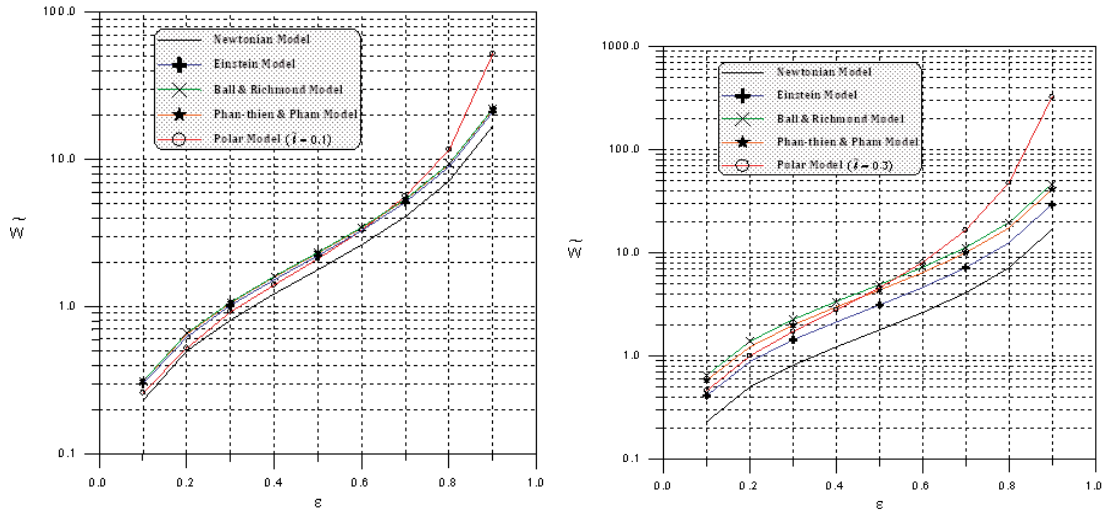 100.0
10.0
1.0
0.1
W̃
Newtonian Model
Einstein Model
Ball & Richmond Model
Phan-thien & Pham Model
Polar Model (l̃ = 0.1)
0.0 0.2 0.4 0.6 0.8 1.0
ε
1000.0
100.0
10.0
1.0
0.1
W̃
Newtonian Model
Einstein Model
Ball & Richmond Model
Phan-thien & Pham Model
Polar Model (l̃ = 0.3)
0.0 0.2 0.4 0.6 0.8 1.0
ε